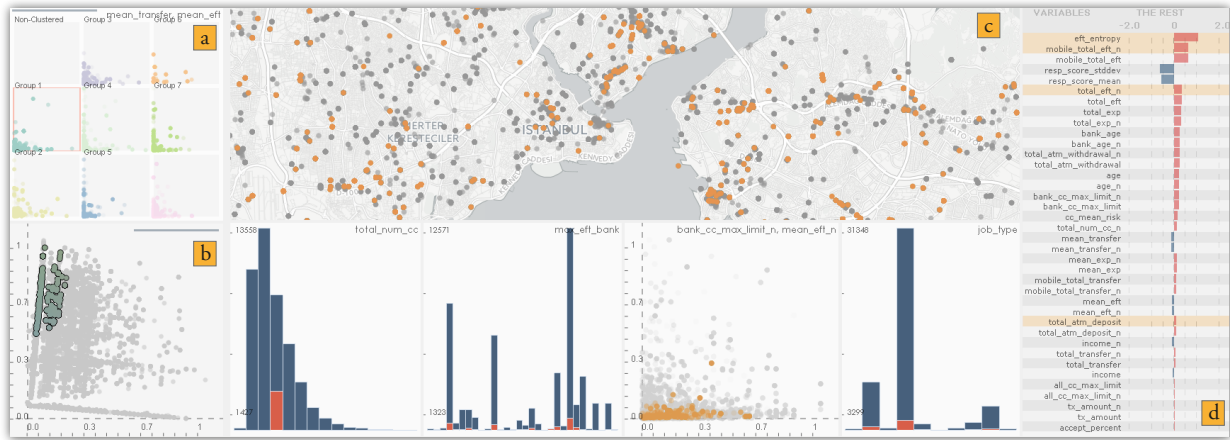 mean_transfer, mean_eft
Non-Clustered
Group 3
Group 6
a
Group 1
Group 4
Group 7
Group 2
Group 5
c
ISTANBUL
KERESTECILER
KENNEDY
VARIABLES
THE REST
-2.0
0
2.0
eft_entropy
mobile_total_eft_n
mobile_total_eft
resp_score_stddev
resp_score_mean
total_eft_n
total_eft
total_exp
total_exp_n
bank_age
bank_age_n
total_atm_withdrawal_n
total_atm_withdrawal
age
age_n
bank_cc_max_limit_n
bank_cc_max_limit
cc_mean_risk
total_num_cc_n
mean_transfer
mean_transfer_n
mean_exp_n
mean_exp
mobile_total_transfer
mobile_total_transfer_n
mean_eft
mean_eft_n
total_atm_deposit
total_atm_deposit_n
income_n
total_transfer_n
total_transfer
income
all_cc_max_limit
all_cc_max_limit_n
tx_amount_n
tx_amount
accept_percent
d
b
1
0.7
0.3
0.0
0.0
0.3
0.7
1
13558
total_num_cc
1427
12571
max_eft_bank
1323
bank_cc_max_limit_n, mean_eft_n
1
0.7
0.3
0.0
0.0
0.3
0.7
1
31348
job_type
3299